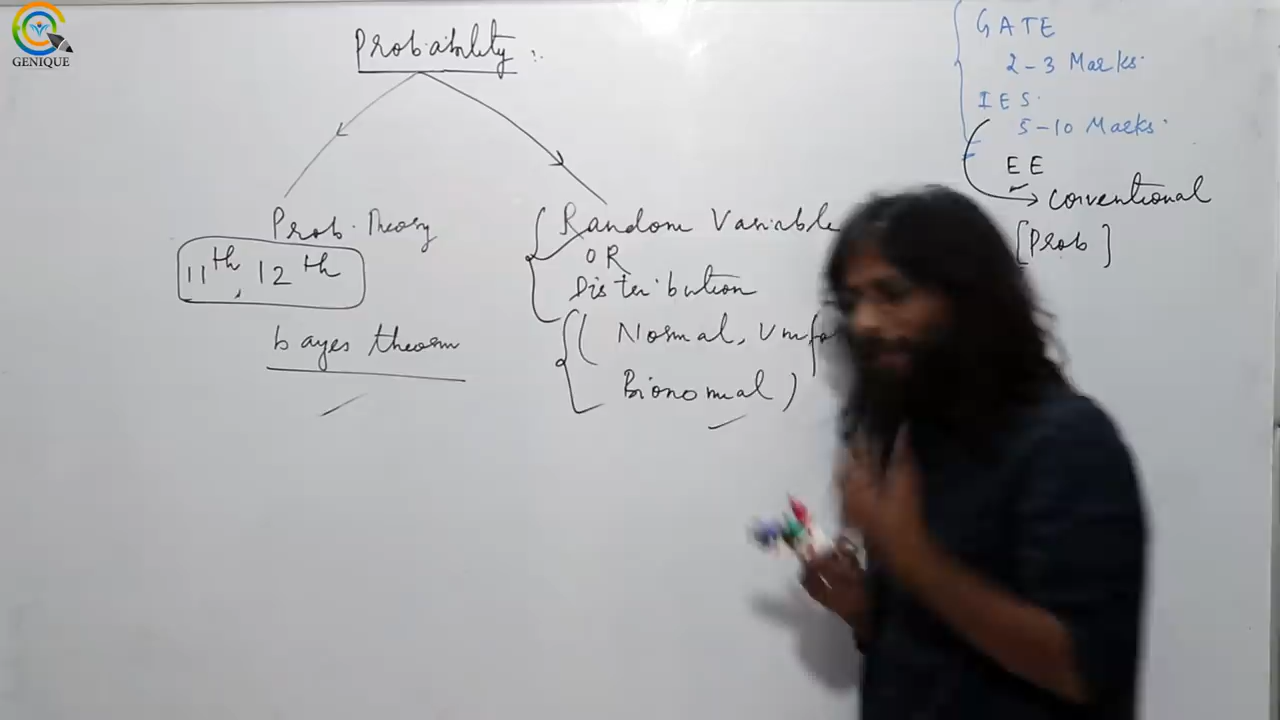 GENIQUE
Probability :
Prob. Theory
11th, 12th
bayes theorm
Random Variable
OR
Distribution
( Normal,
Bionomial )
GATE
2-3 Marks.
IES.
5-10 Marks.
EE
conventional
[Prob]